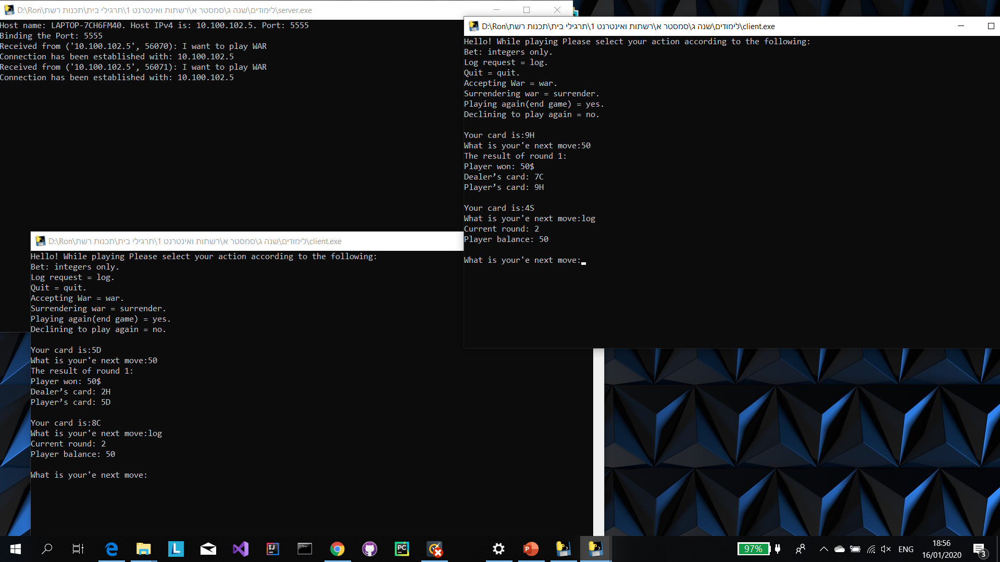 D:\Ron\לימודים\שנה ג\סמסטר א\רשתות ואינטרנט 1\תרגילי בית\תכנות רשת\server.exe
Host name: LAPTOP-7CH6FM40. Host IPv4 is: 10.100.102.5. Port: 5555
Binding the Port: 5555
Received from ('10.100.102.5', 56070): I want to play WAR
Connection has been established with: 10.100.102.5
Received from ('10.100.102.5', 56071): I want to play WAR
Connection has been established with: 10.100.102.5
D:\Ron\לימודים\שנה ג\סמסטר א\רשתות ואינטרנט 1\תרגילי בית\תכנות רשת\client.exe
Hello! While playing Please select your action according to the following:
Bet: integers only.
Log request = log.
Quit = quit.
Accepting War = war.
Surrendering war = surrender.
Playing again(end game) = yes.
Declining to play again = no.
Your card is:9H
What is your'e next move:50
The result of round 1:
Player won: 50$
Dealer’s card: 7C
Player’s card: 9H
Your card is:4S
What is your'e next move:log
Current round: 2
Player balance: 50
What is your'e next move:
D:\Ron\לימודים\שנה ג\סמסטר א\רשתות ואינטרנט 1\תרגילי בית\תכנות רשת\client.exe
Hello! While playing Please select your action according to the following:
Bet: integers only.
Log request = log.
Quit = quit.
Accepting War = war.
Surrendering war = surrender.
Playing again(end game) = yes.
Declining to play again = no.
Your card is:5D
What is your'e next move:50
The result of round 1:
Player won: 50$
Dealer’s card: 2H
Player’s card: 5D
Your card is:8C
What is your'e next move:log
Current round: 2
Player balance: 50
What is your'e next move:
L
IJ
PC
P
97%
ENG
18:56
16/01/2020
3